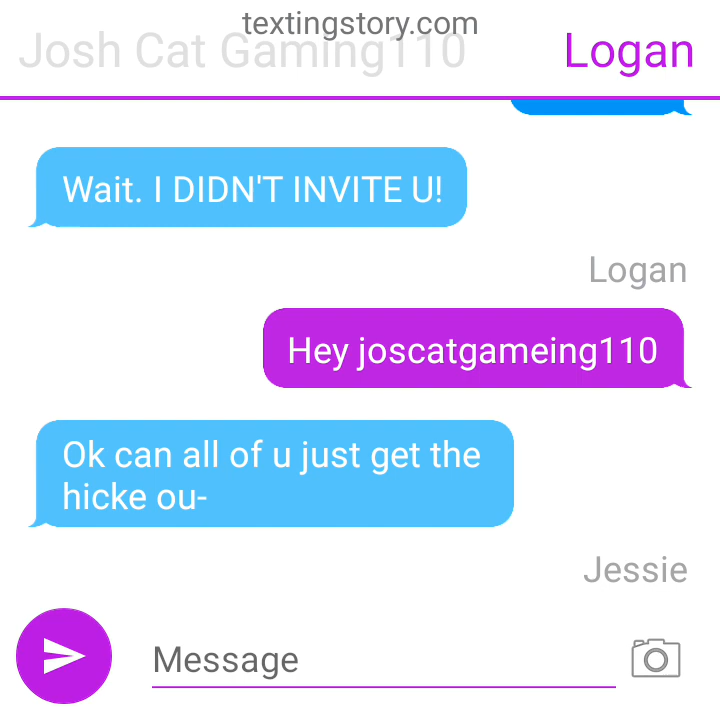 textingstory.com
Josh Cat Gaming110
Logan
Wait. I DIDN'T INVITE U!
Logan
Hey joscatgameing110
Ok can all of u just get the
hicke ou-
Jessie
Message